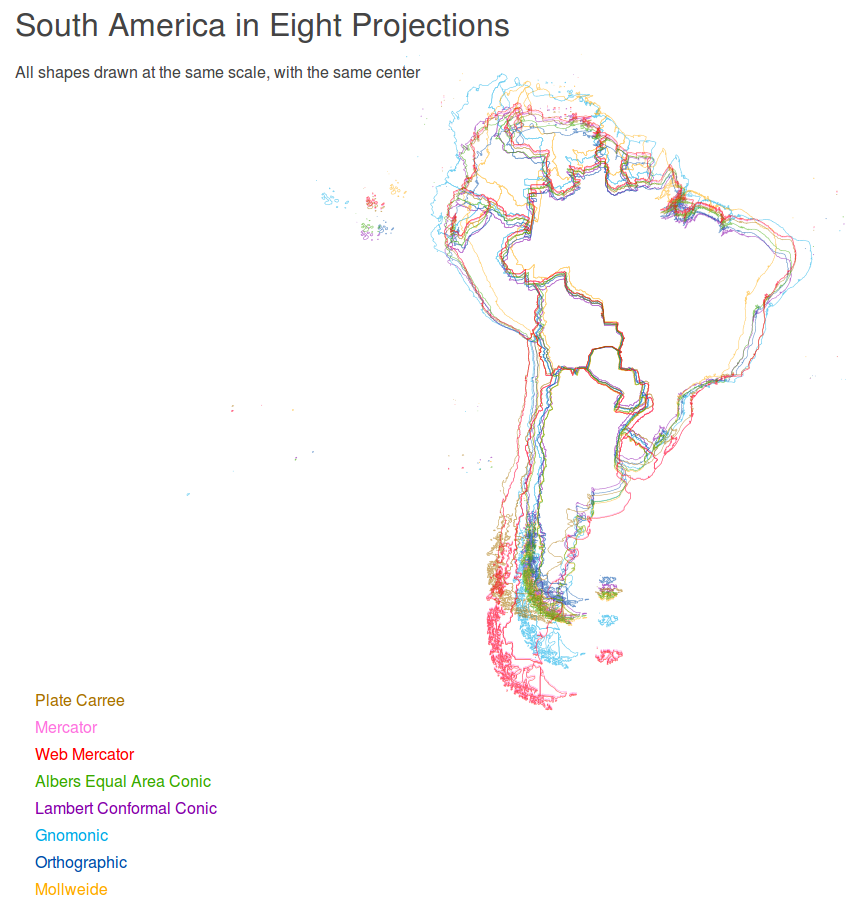 South America in Eight Projections
All shapes drawn at the same scale, with the same center
Plate Carree
Mercator
Web Mercator
Albers Equal Area Conic
Lambert Conformal Conic
Gnomonic
Orthographic
Mollweide